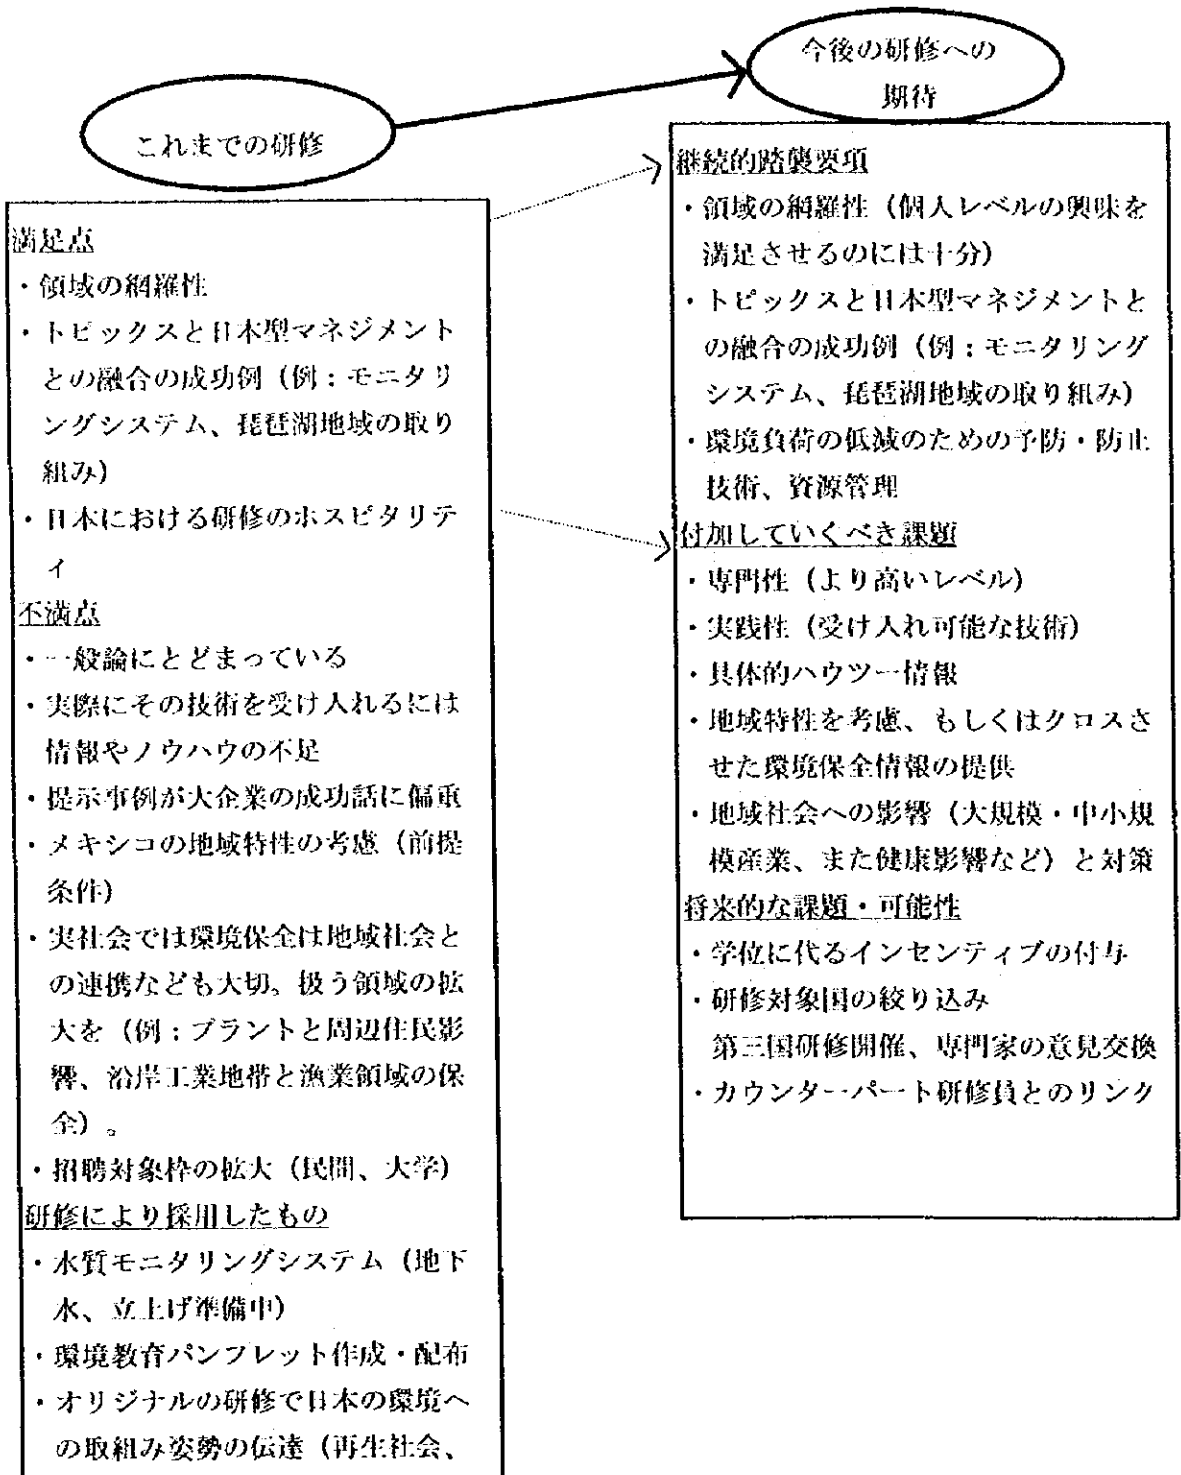 これまでの研修
満足点
・領域の網羅性
・トピックスと日本型マネジメント
との融合の成功例（例：モニタリ
ングシステム、琵琶湖地域の取り
組み）
・日本における研修のホスピタリテ
ィ
不満点
・一般論にとどまっている
・実際にその技術を受け入れるには
情報やノウハウの不足
・提示事例が大企業の成功話に偏重
・メキシコの地域特性の考慮（前提
条件）
・実社会では環境保全は地域社会と
の連携なども大切。扱う領域の拡
大を（例：プラントと周辺住民影
響、沿岸工業地帯と漁業領域の保
全）。
・招聘対象枠の拡大（民間、大学）
研修により採用したもの
・水質モニタリングシステム（地下
水、立上げ準備中）
・環境教育パンフレット作成・配布
・オリジナルの研修で日本の環境へ
の取組み姿勢の伝達（再生社会、
今後の研修への
期待
継続的踏襲要項
・領域の網羅性（個人レベルの興味を
満足させるのには十分）
・トピックスと日本型マネジメントと
の融合の成功例（例：モニタリング
システム、琵琶湖地域の取り組み）
・環境負荷の低減のための予防・防止
技術、資源管理
付加していくべき課題
・専門性（より高いレベル）
・実践性（受け入れ可能な技術）
・具体的ハウツー情報
・地域特性を考慮、もしくはクロスさ
せた環境保全情報の提供
・地域社会への影響（大規模・中小規
模産業、また健康影響など）と対策
将来的な課題・可能性
・学位に代るインセンティブの付与
・研修対象国の絞り込み
第三国研修開催、専門家の意見交換
・カウンターパート研修員とのリンク